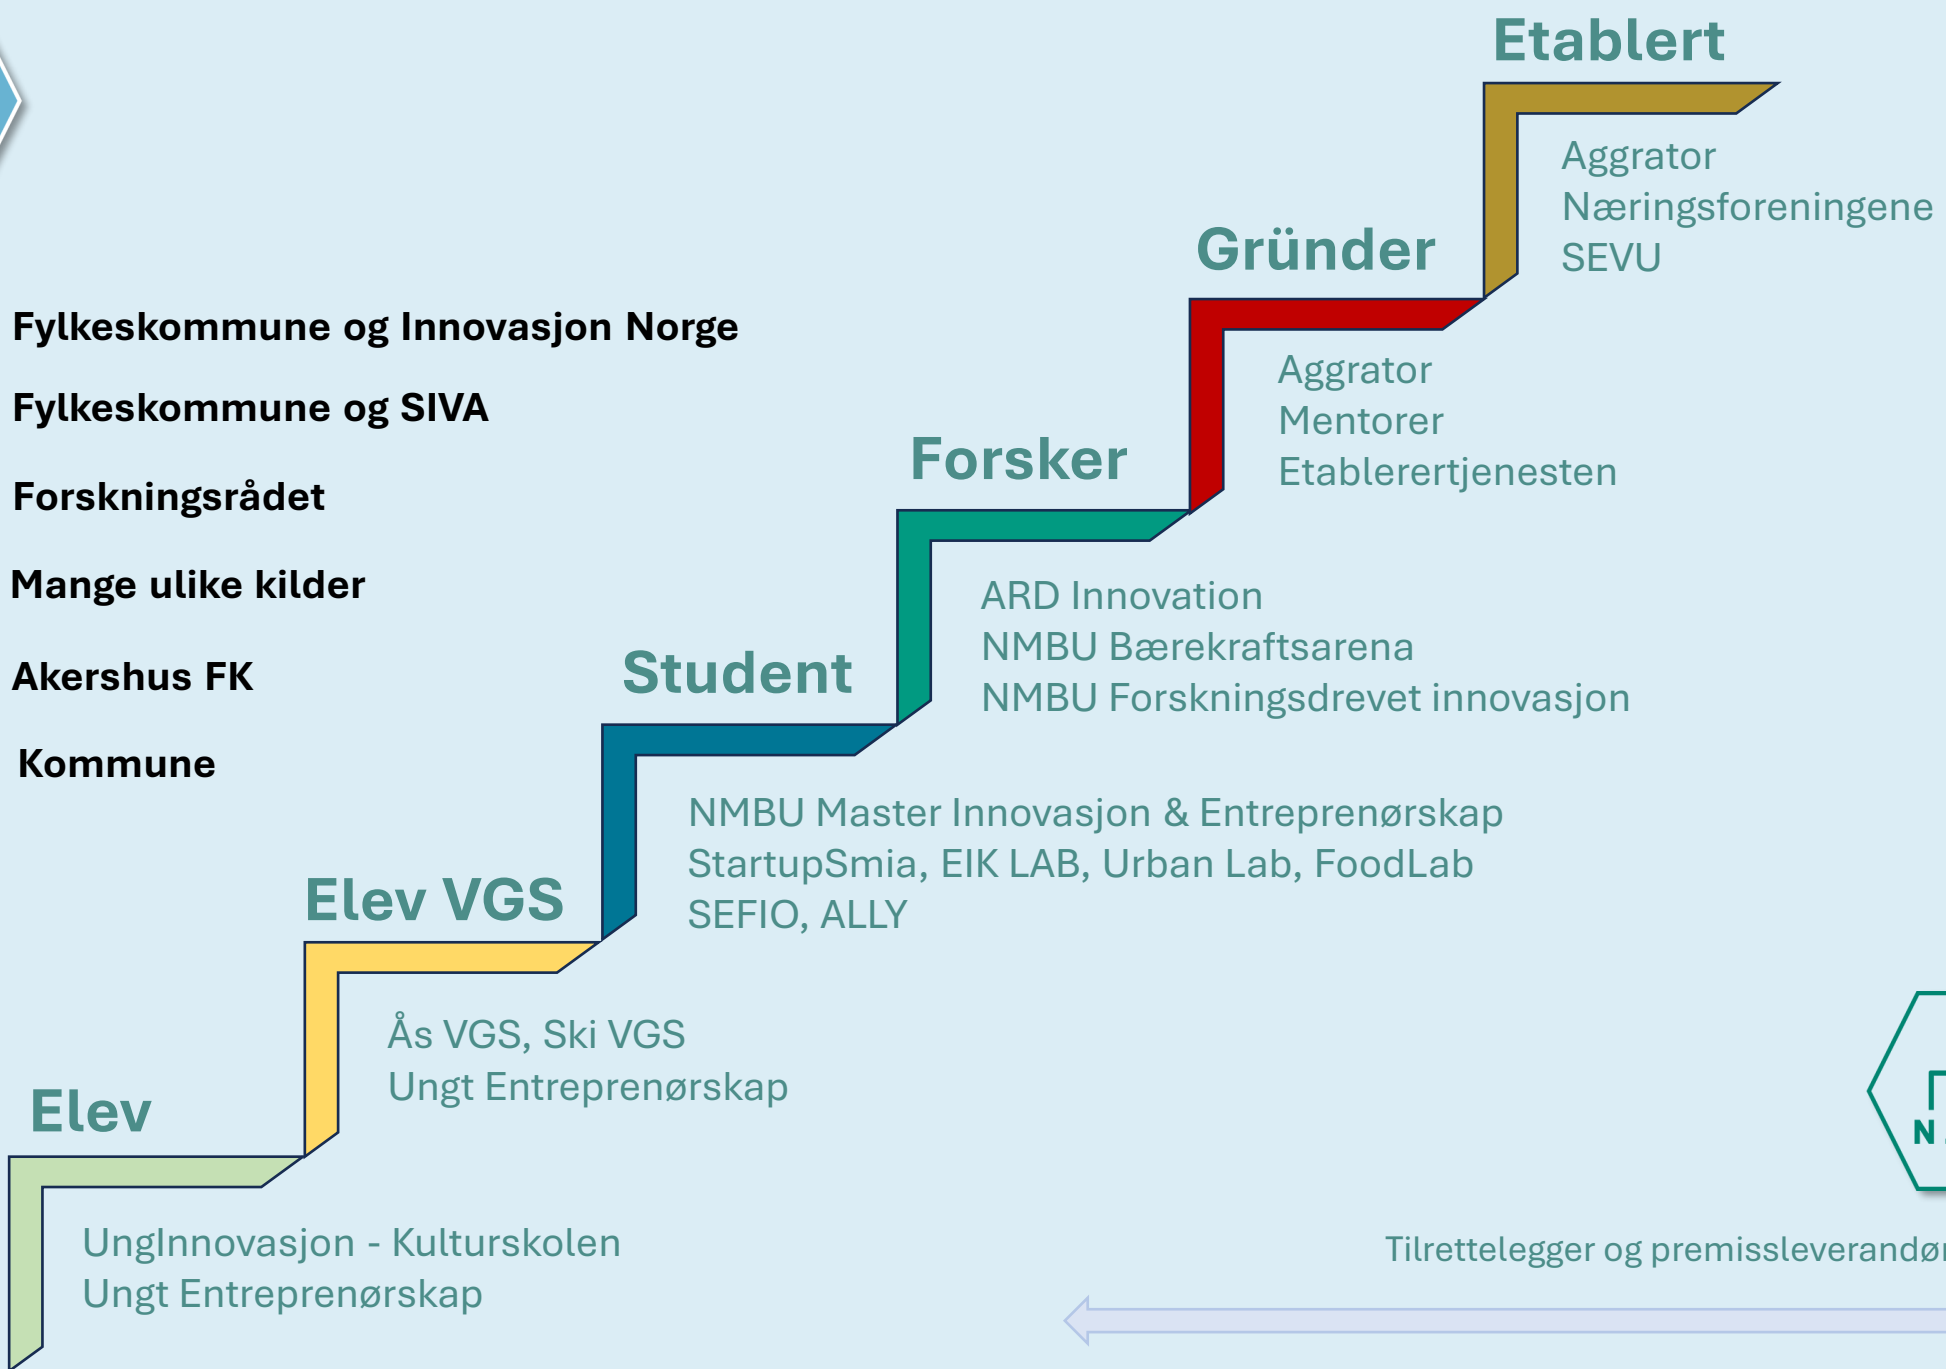 Etablert
Aggrator
Næringsforeningene
SEVU
Gründer
Aggrator
Mentorer
Etablerertjenesten
Forsker
ARD Innovation
NMBU Bærekraftsarena
NMBU Forskningsdrevet innovasjon
Student
NMBU Master Innovasjon & Entreprenørskap
StartupSmia, EIK LAB, Urban Lab, FoodLab
SEFIO, ALLY
Elev VGS
Ås VGS, Ski VGS
Ungt Entreprenørskap
Elev
UngInnovasjon - Kulturskolen
Ungt Entreprenørskap
Fylkeskommune og Innovasjon Norge
Fylkeskommune og SIVA
Forskningsrådet
Mange ulike kilder
Akershus FK
Kommune
Tilrettelegger og premissleverandør